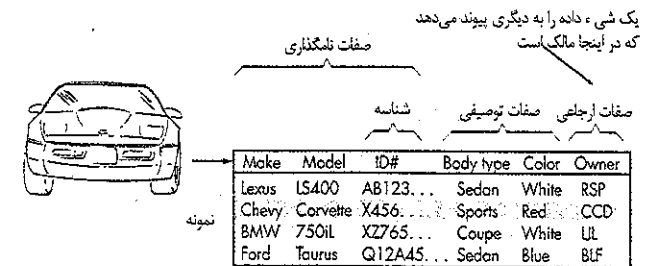 یک شی ء داده را به دیگری پیوند می‌دهد
که در اینجا مالک است
صفات نامگذاری
صفات ارجاعی
صفات توصیفی
شناسه
Make Model ID# Body type Color Owner
Lexus LS400 AB123... Sedan White RSP
Chevy Corvette X456... Sports Red CCD
BMW 750iL XZ765... Coupe White LJL
Ford Taurus Q12A45... Sedan Blue BLF
نمونه